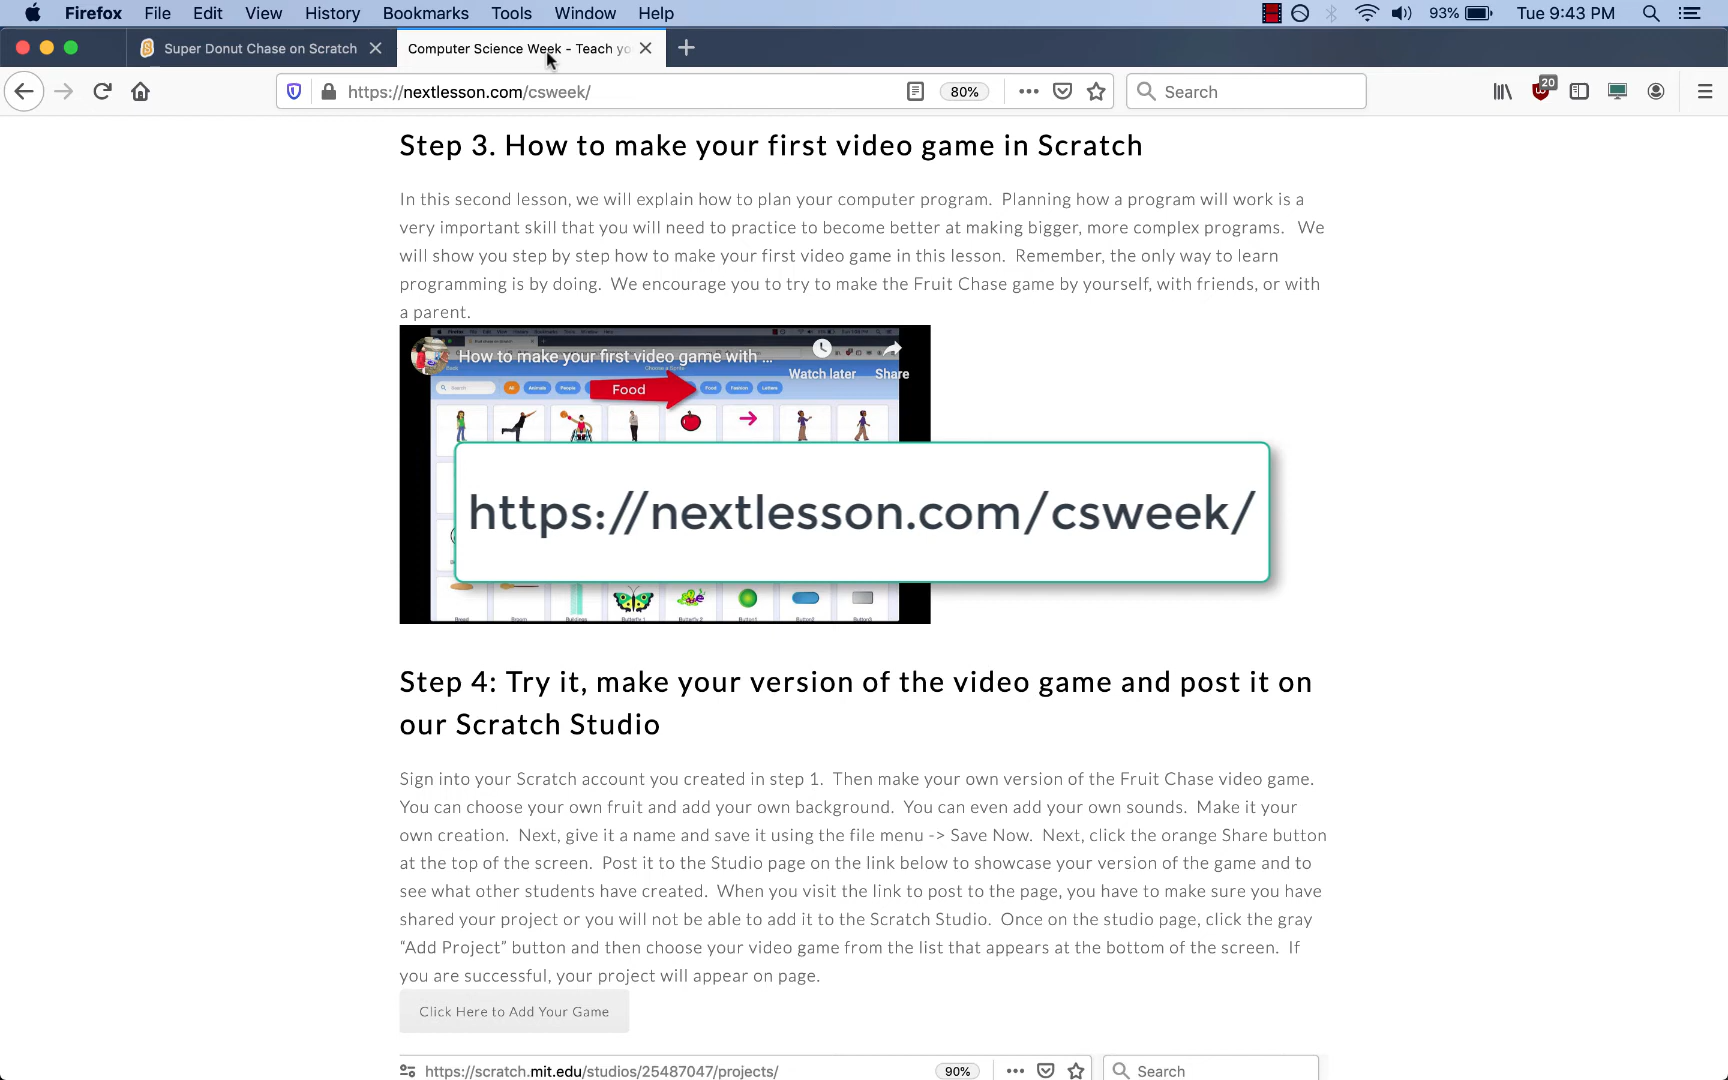 Firefox File Edit View History Bookmarks Tools Window Help 93% Tue 9:43 PM
Super Donut Chase on Scratch Computer Science Week - Teach yo
https://nextlesson.com/csweek/ 80% Search 20
Step 3. How to make your first video game in Scratch
In this second lesson, we will explain how to plan your computer program. Planning how a program will work is a
very important skill that you will need to practice to become better at making bigger, more complex programs. We
will show you step by step how to make your first video game in this lesson. Remember, the only way to learn
programming is by doing. We encourage you to try to make the Fruit Chase game by yourself, with friends, or with
a parent.
How to make your first video game with ...
Watch later Share
Search All Animals People Food Food Fashion Letters
https://nextlesson.com/csweek/
Bread Broom Buildings Butterfly 1 Butterfly 2 Button1 Button2 Button3
Step 4: Try it, make your version of the video game and post it on
our Scratch Studio
Sign into your Scratch account you created in step 1. Then make your own version of the Fruit Chase video game.
You can choose your own fruit and add your own background. You can even add your own sounds. Make it your
own creation. Next, give it a name and save it using the file menu -> Save Now. Next, click the orange Share button
at the top of the screen. Post it to the Studio page on the link below to showcase your version of the game and to
see what other students have created. When you visit the link to post to the page, you have to make sure you have
shared your project or you will not be able to add it to the Scratch Studio. Once on the studio page, click the gray
“Add Project” button and then choose your video game from the list that appears at the bottom of the screen. If
you are successful, your project will appear on page.
Click Here to Add Your Game
https://scratch.mit.edu/studios/25487047/projects/ 90% Search